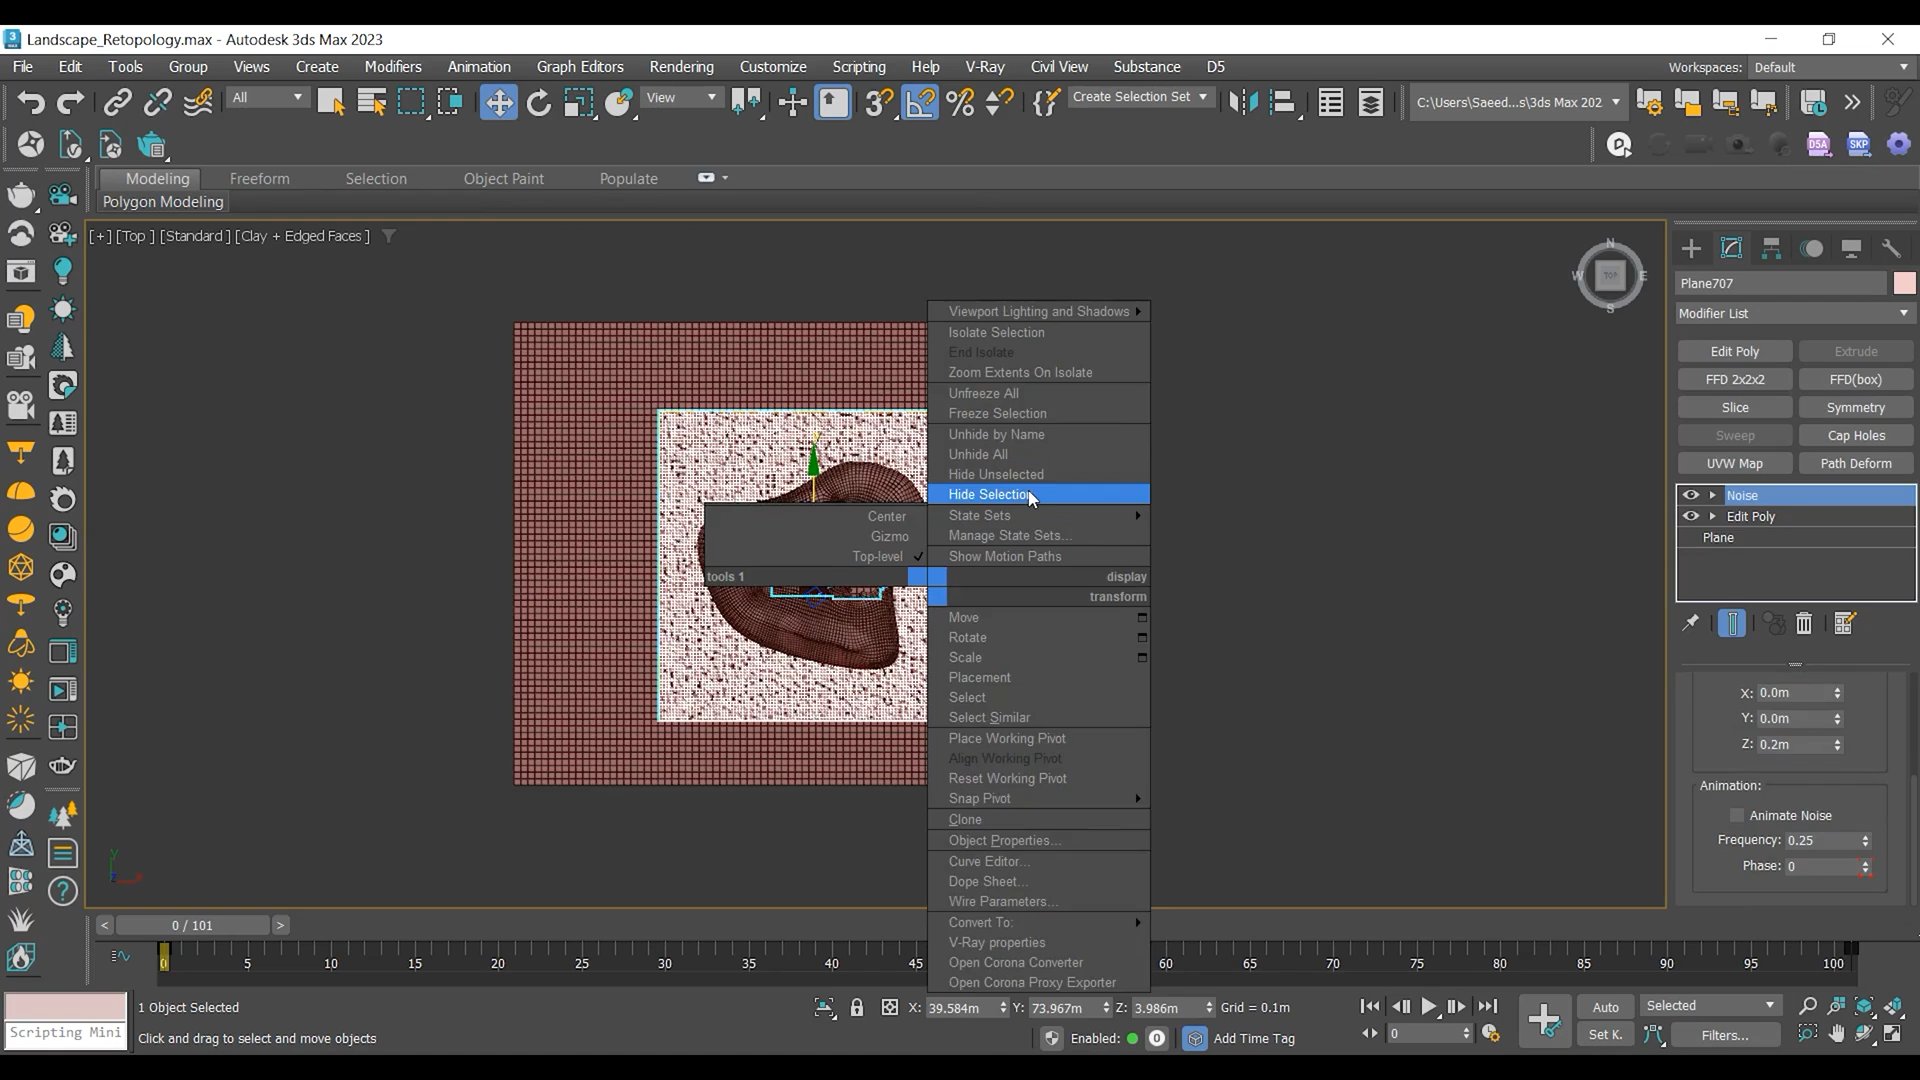 Landscape_Retopology.max - Autodesk 3ds Max 2023
File Edit Tools Group Views Create Modifiers Animation Graph Editors Rendering Customize Scripting Help V-Ray Civil View Substance D5 Workspaces: Default
All View Create Selection Set C:\Users\Saeed...s\3ds Max 202
D5A SKP
Modeling Freeform Selection Object Paint Populate
Polygon Modeling
[+] [Top ] [Standard ] [Clay + Edged Faces ]
N
W TOP E
S
Plane707
Modifier List
Edit Poly Extrude
FFD 2x2x2 FFD(box)
Slice Symmetry
Sweep Cap Holes
UVW Map Path Deform
Noise
Edit Poly
Plane
X: 0.0m
Y: 0.0m
Z: 0.2m
Animation:
Animate Noise
Frequency: 0.25
Phase: 0
Viewport Lighting and Shadows
Isolate Selection
End Isolate
Zoom Extents On Isolate
Unfreeze All
Freeze Selection
Unhide by Name
Unhide All
Hide Unselected
Hide Selection
State Sets
Manage State Sets...
Show Motion Paths
Center
Gizmo
Top-level
tools 1 display
transform
Move
Rotate
Scale
Placement
Select
Select Similar
Place Working Pivot
Align Working Pivot
Reset Working Pivot
Snap Pivot
Clone
Object Properties...
Curve Editor...
Dope Sheet...
Wire Parameters...
Convert To:
V-Ray properties
Open Corona Converter
Open Corona Proxy Exporter
y
< 0 / 101 >
0 5 10 15 20 25 30 35 40 45 60 65 70 75 80 85 90 95 100
1 Object Selected X: 39.584m Y: 73.967m Z: 3.986m Grid = 0.1m Auto Selected
Scripting Mini Click and drag to select and move objects Enabled: 0 Add Time Tag 0 Set K. Filters...